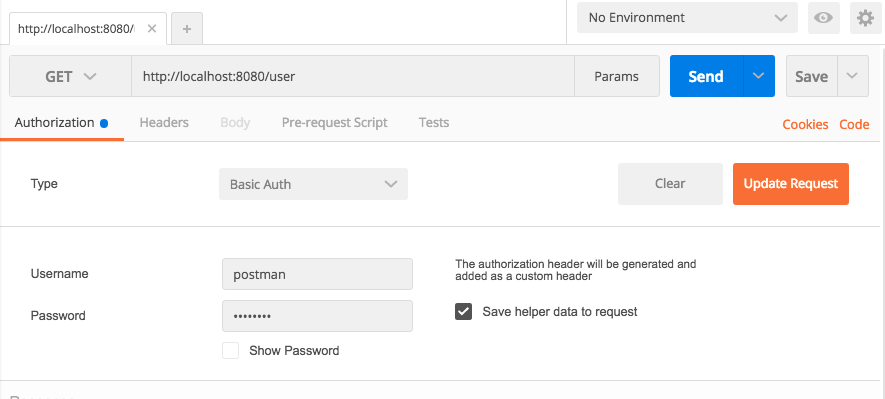 http://localhost:8080/
No Environment
GET
http://localhost:8080/user
Params
Send
Save
Authorization
Headers
Body
Pre-request Script
Tests
Cookies
Code
Type
Basic Auth
Clear
Update Request
Username
postman
The authorization header will be generated and
added as a custom header
Password
••••••••
Save helper data to request
Show Password